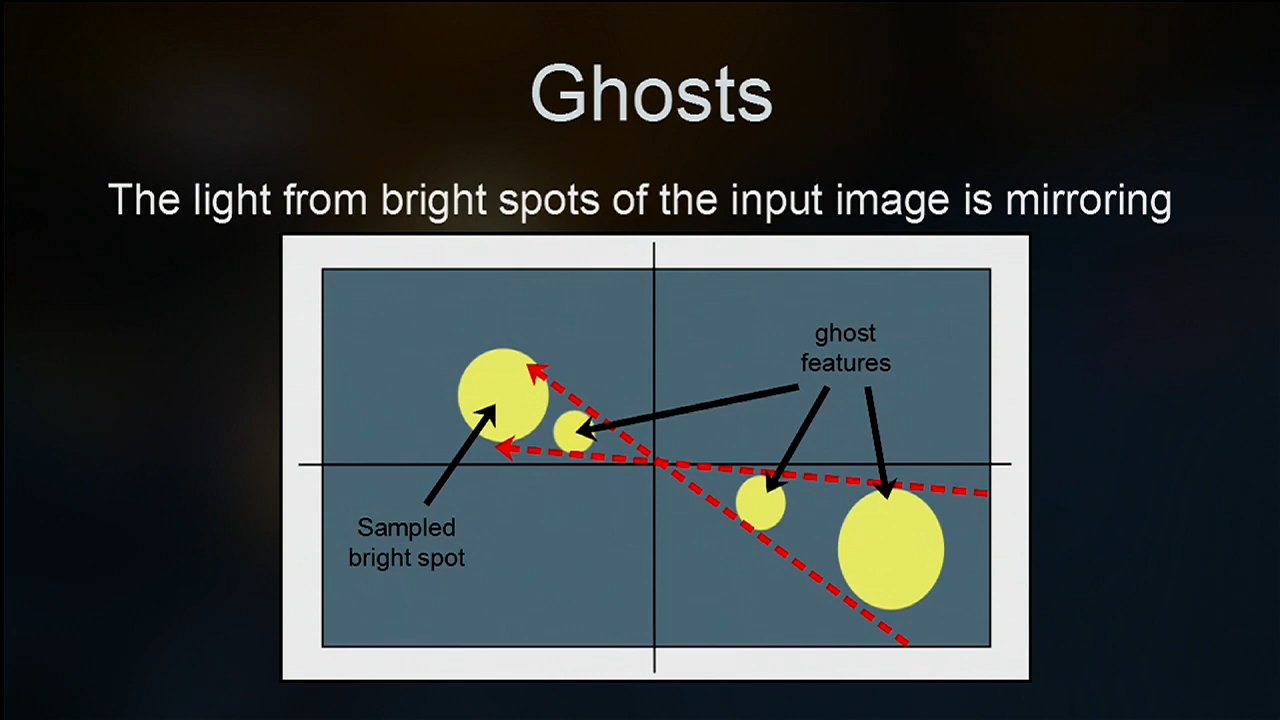 Ghosts
The light from bright spots of the input image is mirroring
ghost
features
Sampled
bright spot